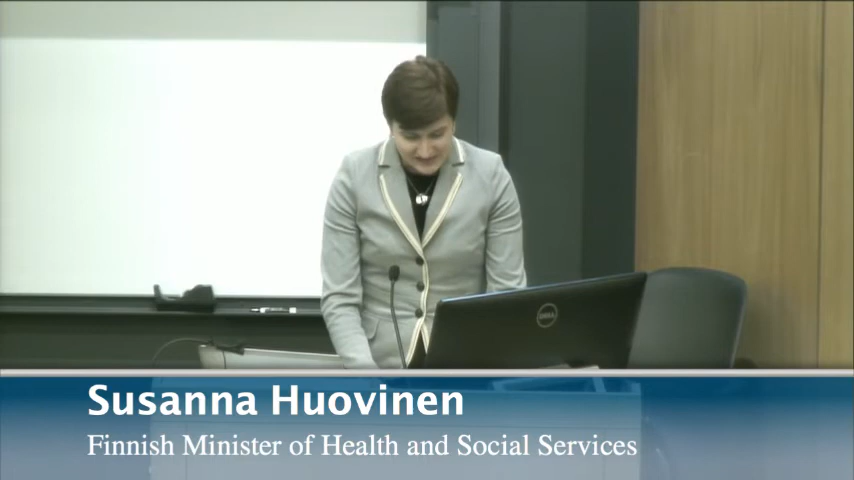 DELL
Susanna Huovinen
Finnish Minister of Health and Social Services